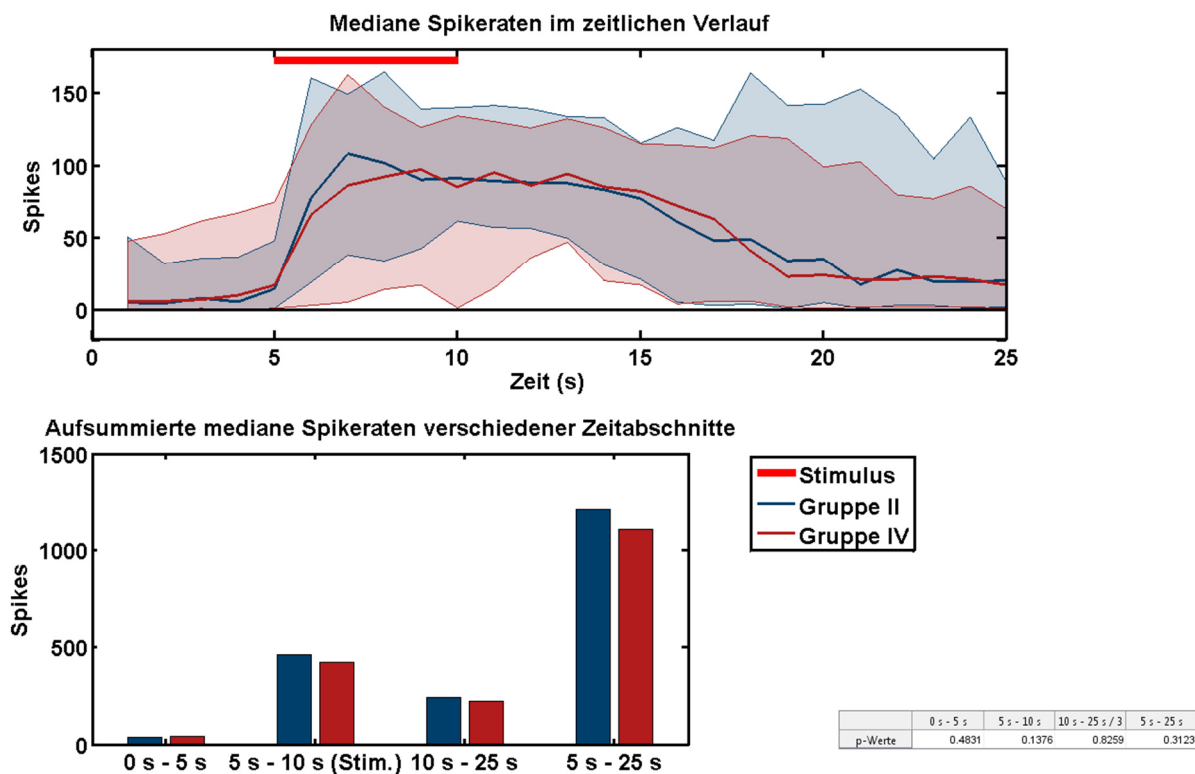 Mediane Spikeraten im zeitlichen Verlauf
150
100
50
0
Spikes
0 5 10 15 20 25
Zeit (s)
Aufsummierte mediane Spikeraten verschiedener Zeitabschnitte
1500
1000
500
0
Spikes
0 s - 5 s 5 s - 10 s (Stim.) 10 s - 25 s 5 s - 25 s
Stimulus
Gruppe II
Gruppe IV
0 s - 5 s 5 s - 10 s 10 s - 25 s / 3 5 s - 25 s
p-Werte 0.4831 0.1376 0.8259 0.3123